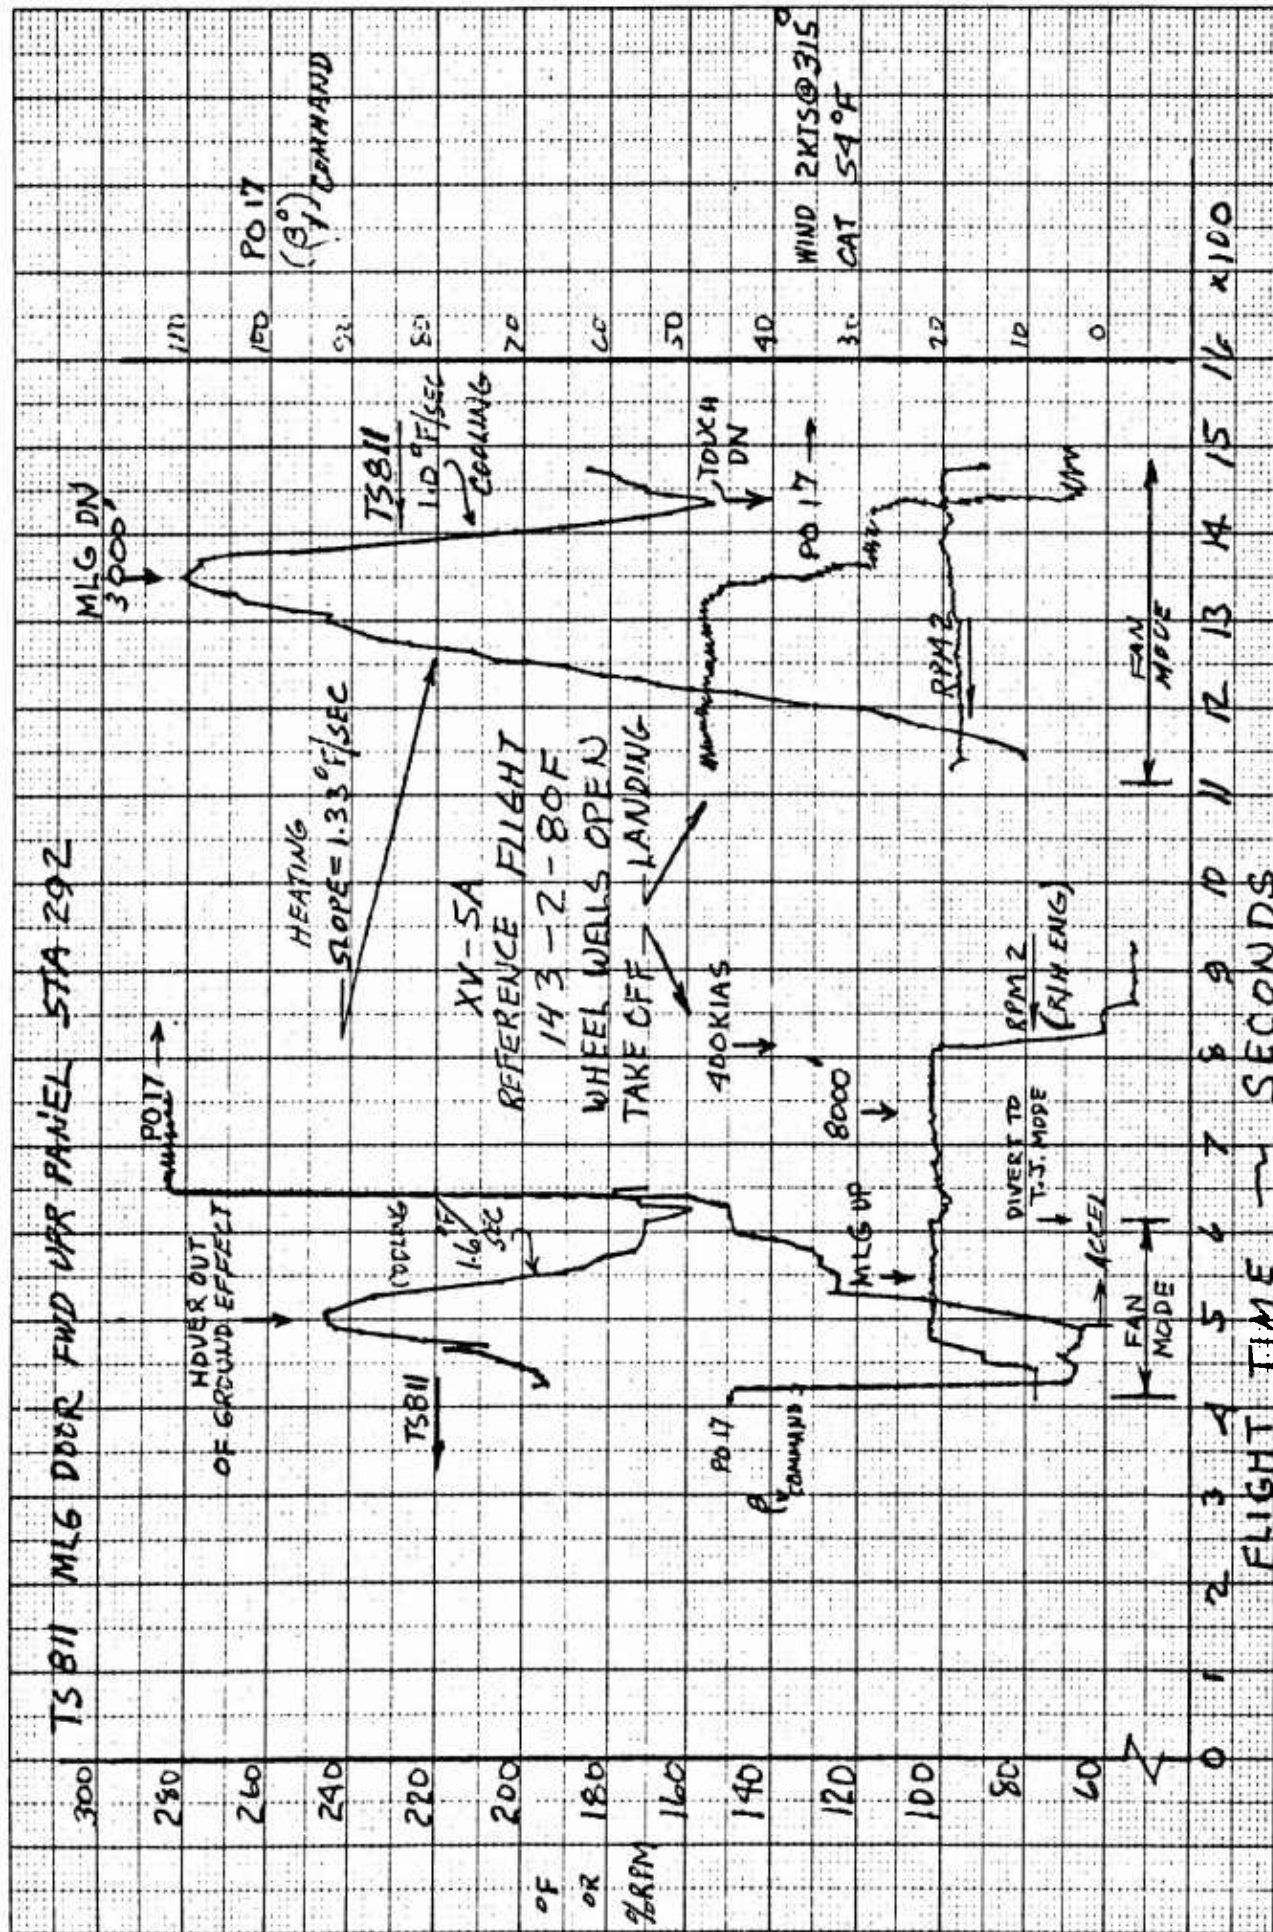 TS 811 MLG DOOR FWD UPR PANEL STA 292
300
280
260
240
220
200
180
160
140
120
100
80
60
°F
OR
%RPM
HOVER OUT
OF GROUND EFFECT
TS811
COOLING
1.6°F/
SEC
PO17
PO17
β
V
COMMAND
MLG UP
8000'
400KIAS
DIVERT TO
T.J. MODE
ACCEL
FAN
MODE
RPM 2
(R/H ENG)
HEATING
SLOPE=1.33°F/SEC
XV-5A
REFERENCE FLIGHT
143-2-80F
WHEEL WELLS OPEN
TAKE OFF
LANDING
MLG DN
3000'
TS811
1.0°F/SEC
COOLING
TOUCH
DN
PO17
RPM2
FAN
MODE
110
100
90
80
70
60
50
40
30
20
10
0
PO17
(βV°) COMMAND
WIND 2KTS@315°
OAT 54°F
0 1 2 3 4 5 6 7 8 9 10 11 12 13 14 15 16 x100
FLIGHT TIME ~ SECONDS